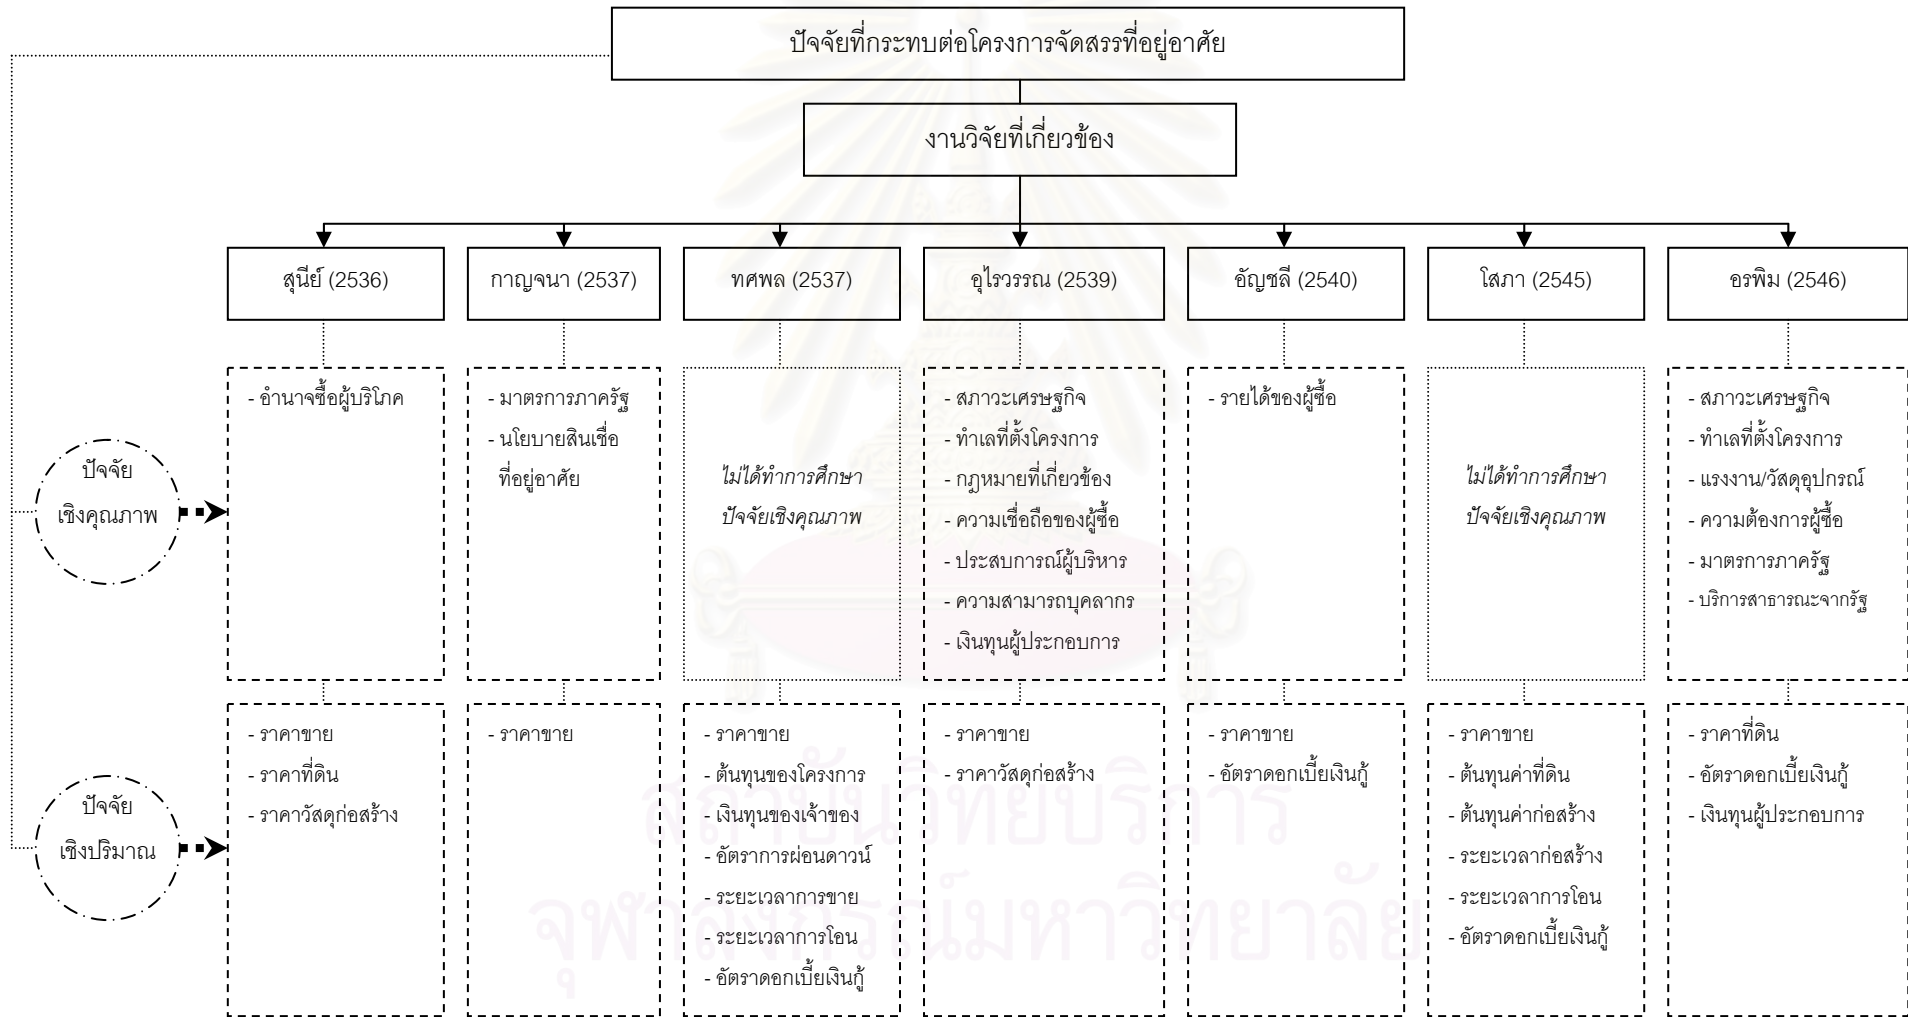 ปัจจัยที่กระทบต่อโครงการจัดสรรที่อยู่อาศัย
งานวิจัยที่เกี่ยวข้อง
สุนีย์ (2536)
กาญจนา (2537)
ทศพล (2537)
อุไรวรรณ (2539)
อัญชลี (2540)
โสภา (2545)
อรพิม (2546)
ปัจจัย
เชิงคุณภาพ
- อำนาจซื้อผู้บริโภค
- มาตรการภาครัฐ
- นโยบายสินเชื่อ
ที่อยู่อาศัย
ไม่ได้ทำการศึกษา
ปัจจัยเชิงคุณภาพ
- สภาวะเศรษฐกิจ
- ทำเลที่ตั้งโครงการ
- กฎหมายที่เกี่ยวข้อง
- ความเชื่อถือของผู้ซื้อ
- ประสบการณ์ผู้บริหาร
- ความสามารถบุคลากร
- เงินทุนผู้ประกอบการ
- รายได้ของผู้ซื้อ
ไม่ได้ทำการศึกษา
ปัจจัยเชิงคุณภาพ
- สภาวะเศรษฐกิจ
- ทำเลที่ตั้งโครงการ
- แรงงาน/วัสดุอุปกรณ์
- ความต้องการผู้ซื้อ
- มาตรการภาครัฐ
- บริการสาธารณะจากรัฐ
ปัจจัย
เชิงปริมาณ
- ราคาขาย
- ราคาที่ดิน
- ราคาวัสดุก่อสร้าง
- ราคาขาย
- ราคาขาย
- ต้นทุนของโครงการ
- เงินทุนของเจ้าของ
- อัตราการผ่อนดาวน์
- ระยะเวลาการขาย
- ระยะเวลาการโอน
- อัตราดอกเบี้ยเงินกู้
- ราคาขาย
- ราคาวัสดุก่อสร้าง
- ราคาขาย
- อัตราดอกเบี้ยเงินกู้
- ราคาขาย
- ต้นทุนค่าที่ดิน
- ต้นทุนค่าก่อสร้าง
- ระยะเวลาก่อสร้าง
- ระยะเวลาการโอน
- อัตราดอกเบี้ยเงินกู้
- ราคาที่ดิน
- อัตราดอกเบี้ยเงินกู้
- เงินทุนผู้ประกอบการ
สถาบันวิทยบริการ
จุฬาลงกรณ์มหาวิทยาลัย